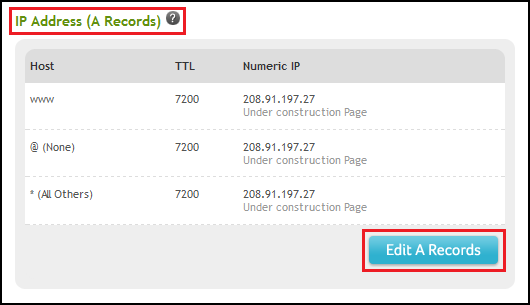 IP Address (A Records) ?
Host TTL Numeric IP
www 7200 208.91.197.27
Under construction Page
@ (None) 7200 208.91.197.27
Under construction Page
* (All Others) 7200 208.91.197.27
Under construction Page
Edit A Records